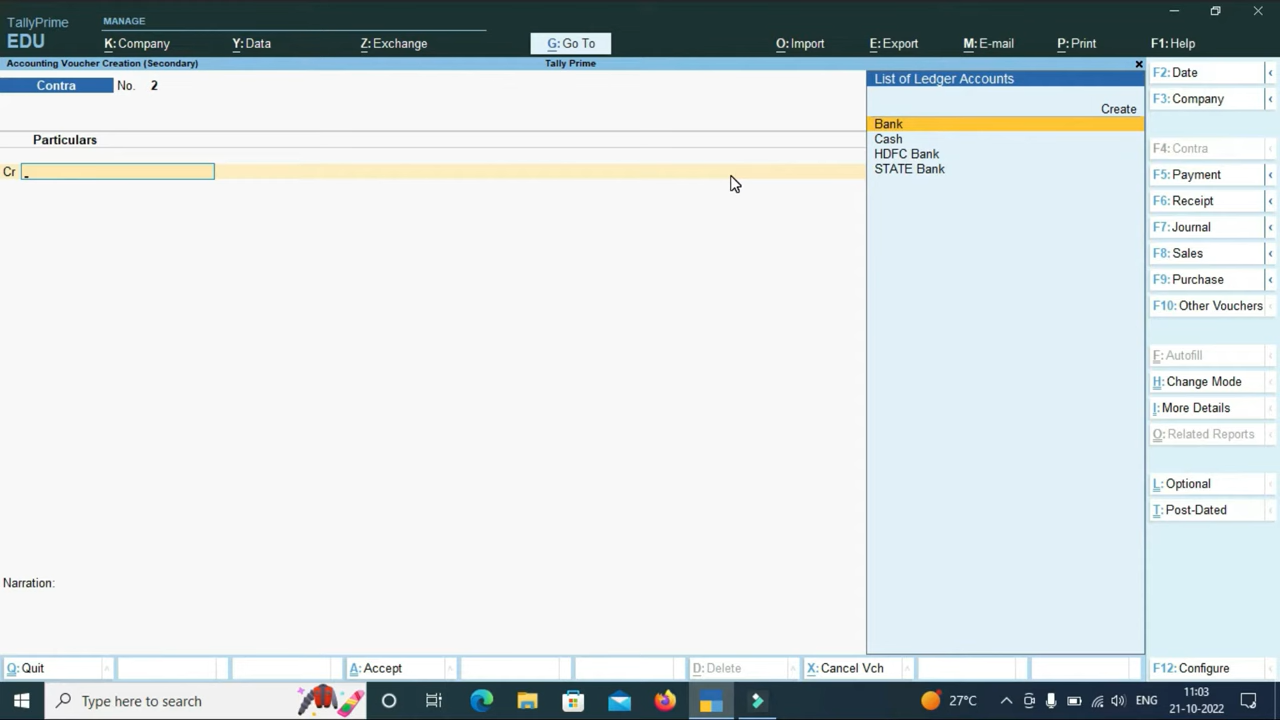 TallyPrime
EDU
MANAGE
K: Company
Y: Data
Z: Exchange
G: Go To
O: Import
E: Export
M: E-mail
P: Print
F1: Help
Accounting Voucher Creation (Secondary)
Tally Prime
Contra No. 2
Particulars
Cr
List of Ledger Accounts
Create
Bank
Cash
HDFC Bank
STATE Bank
F2: Date
F3: Company
F4: Contra
F5: Payment
F6: Receipt
F7: Journal
F8: Sales
F9: Purchase
F10: Other Vouchers
F: Autofill
H: Change Mode
I: More Details
O: Related Reports
L: Optional
T: Post-Dated
Narration:
Q: Quit
A: Accept
D: Delete
X: Cancel Vch
F12: Configure
Type here to search
27°C
ENG
11:03
21-10-2022